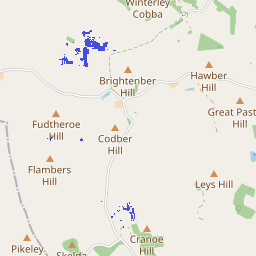 Winterley
Cobba
Brightenber
Hill
Hawber
Hill
Great Past
Hill
Fudtheroe
Hill
Codber
Hill
Flambers
Hill
Leys Hill
Cranoe
Hill
Pikeley
Skelda